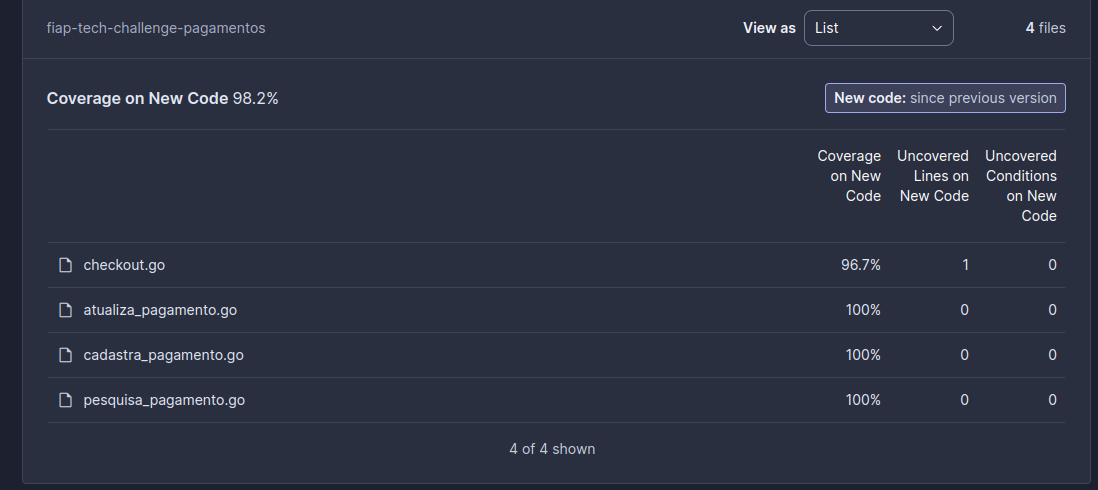 fiap-tech-challenge-pagamentos
View as List 4 files
Coverage on New Code 98.2% New code: since previous version
Coverage Uncovered Uncovered
on New Lines on Conditions
Code New Code on New
Code
checkout.go 96.7% 1 0
atualiza_pagamento.go 100% 0 0
cadastra_pagamento.go 100% 0 0
pesquisa_pagamento.go 100% 0 0
4 of 4 shown